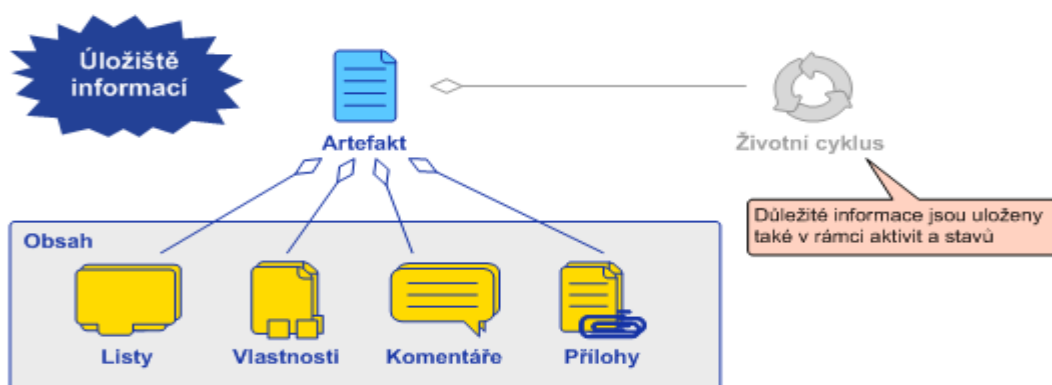 Úložiště
informací
Artefakt
Životní cyklus
Důležité informace jsou uloženy
také v rámci aktivit a stavů
Obsah
Listy
Vlastnosti
Komentáře
Přílohy